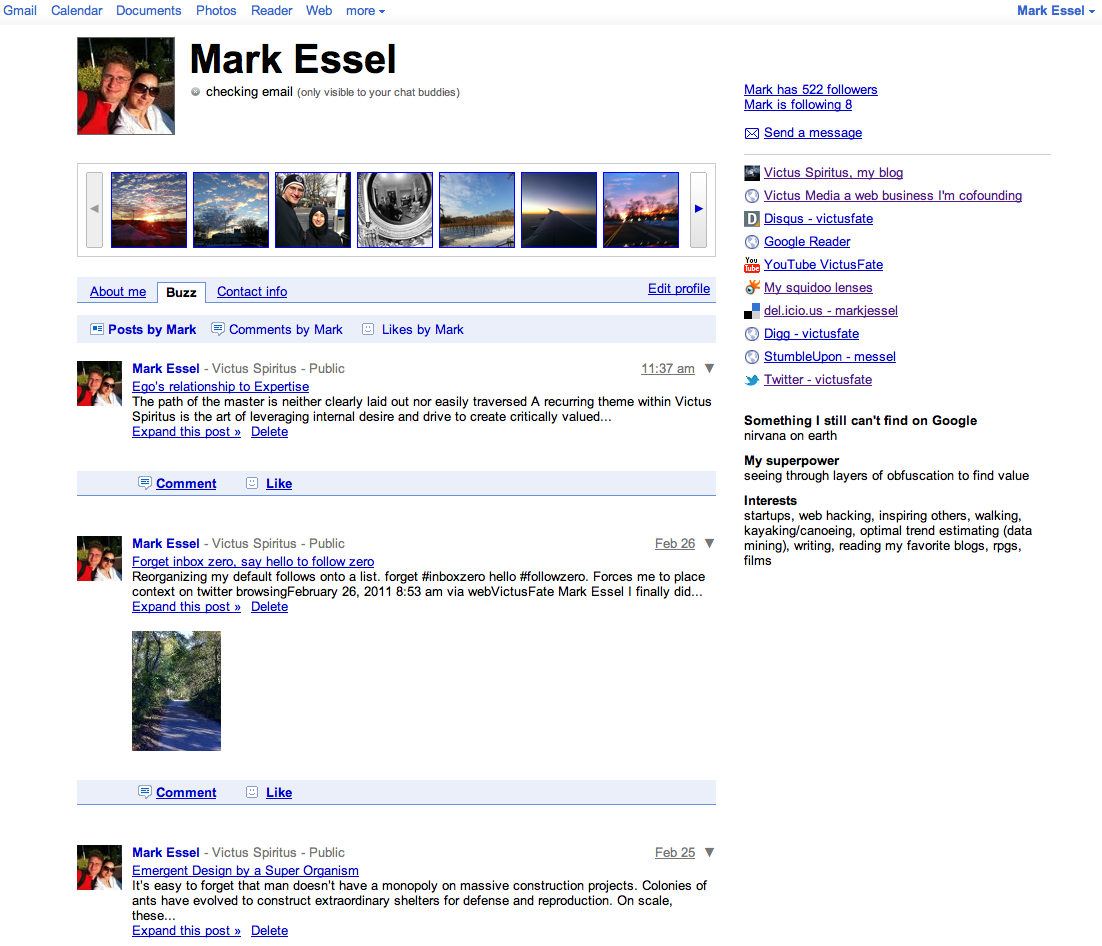 Gmail Calendar Documents Photos Reader Web more
Mark Essel
Mark Essel
checking email (only visible to your chat buddies)
Mark has 522 followers
Mark is following 8
Send a message
Victus Spiritus, my blog
Victus Media a web business I'm cofounding
Disqus - victusfate
Google Reader
YouTube VictusFate
My squidoo lenses
del.icio.us - markjessel
Digg - victusfate
StumbleUpon - messel
Twitter - victusfate
Something I still can't find on Google
nirvana on earth
My superpower
seeing through layers of obfuscation to find value
Interests
startups, web hacking, inspiring others, walking,
kayaking/canoeing, optimal trend estimating (data
mining), writing, reading my favorite blogs, rpgs,
films
About me Buzz Contact info Edit profile
Posts by Mark Comments by Mark Likes by Mark
Mark Essel - Victus Spiritus - Public 11:37 am
Ego's relationship to Expertise
The path of the master is neither clearly laid out nor easily traversed A recurring theme within Victus
Spiritus is the art of leveraging internal desire and drive to create critically valued...
Expand this post » Delete
Comment Like
Mark Essel - Victus Spiritus - Public Feb 26
Forget inbox zero, say hello to follow zero
Reorganizing my default follows onto a list. forget #inboxzero hello #followzero. Forces me to place
context on twitter browsingFebruary 26, 2011 8:53 am via webVictusFate Mark Essel I finally did...
Expand this post » Delete
Comment Like
Mark Essel - Victus Spiritus - Public Feb 25
Emergent Design by a Super Organism
It's easy to forget that man doesn't have a monopoly on massive construction projects. Colonies of
ants have evolved to construct extraordinary shelters for defense and reproduction. On scale,
these...
Expand this post » Delete